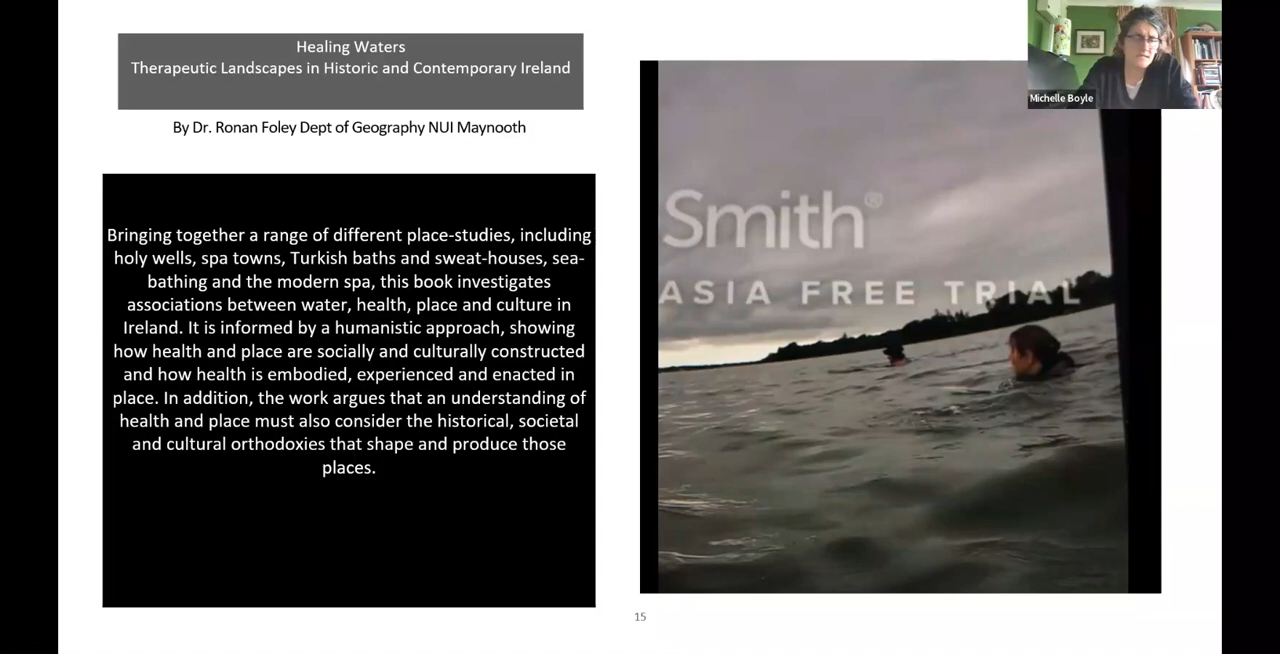 Healing Waters
Therapeutic Landscapes in Historic and Contemporary Ireland
By Dr. Ronan Foley Dept of Geography NUI Maynooth
Bringing together a range of different place-studies, including
holy wells, spa towns, Turkish baths and sweat-houses, sea-
bathing and the modern spa, this book investigates
associations between water, health, place and culture in
Ireland. It is informed by a humanistic approach, showing
how health and place are socially and culturally constructed
and how health is embodied, experienced and enacted in
place. In addition, the work argues that an understanding of
health and place must also consider the historical, societal
and cultural orthodoxies that shape and produce those
places.
Michelle Boyle
Smith®
ASIA FREE TRIAL
15